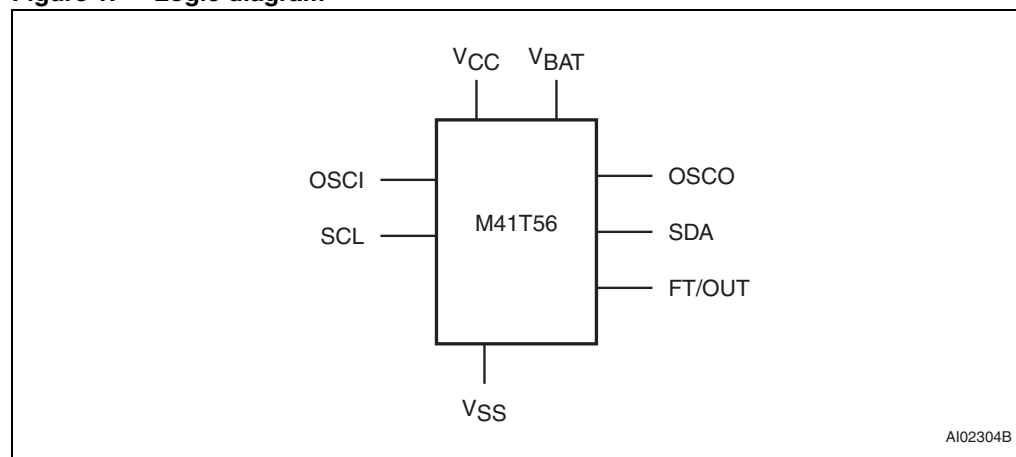 VCC VBAT
OSCI OSCO
M41T56
SCL SDA
FT/OUT
VSS
AI02304B